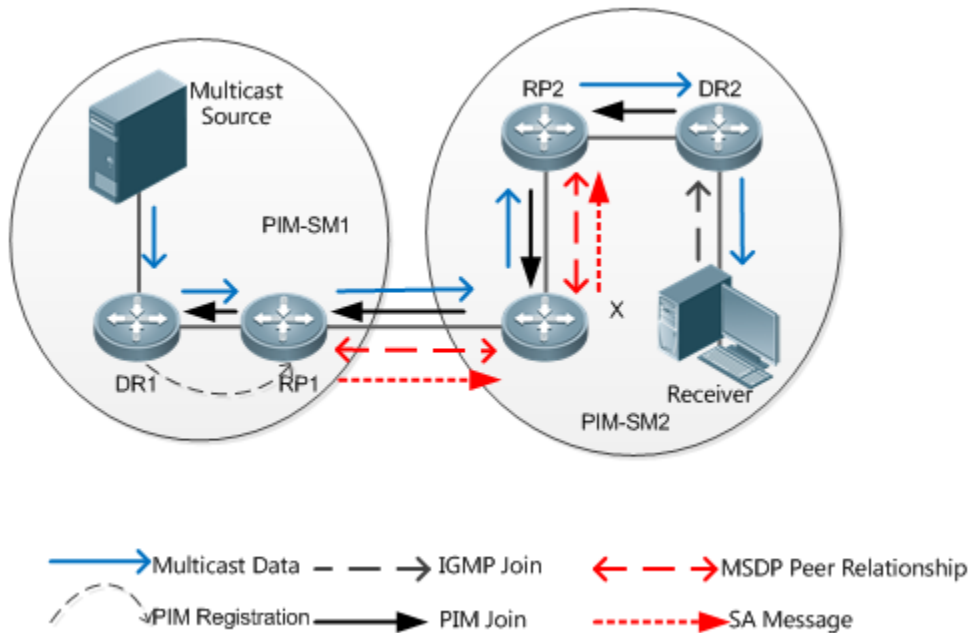 Multicast
Source
RP2
DR2
PIM-SM1
X
DR1
RP1
Receiver
PIM-SM2
Multicast Data
IGMP Join
MSDP Peer Relationship
PIM Registration
PIM Join
SA Message